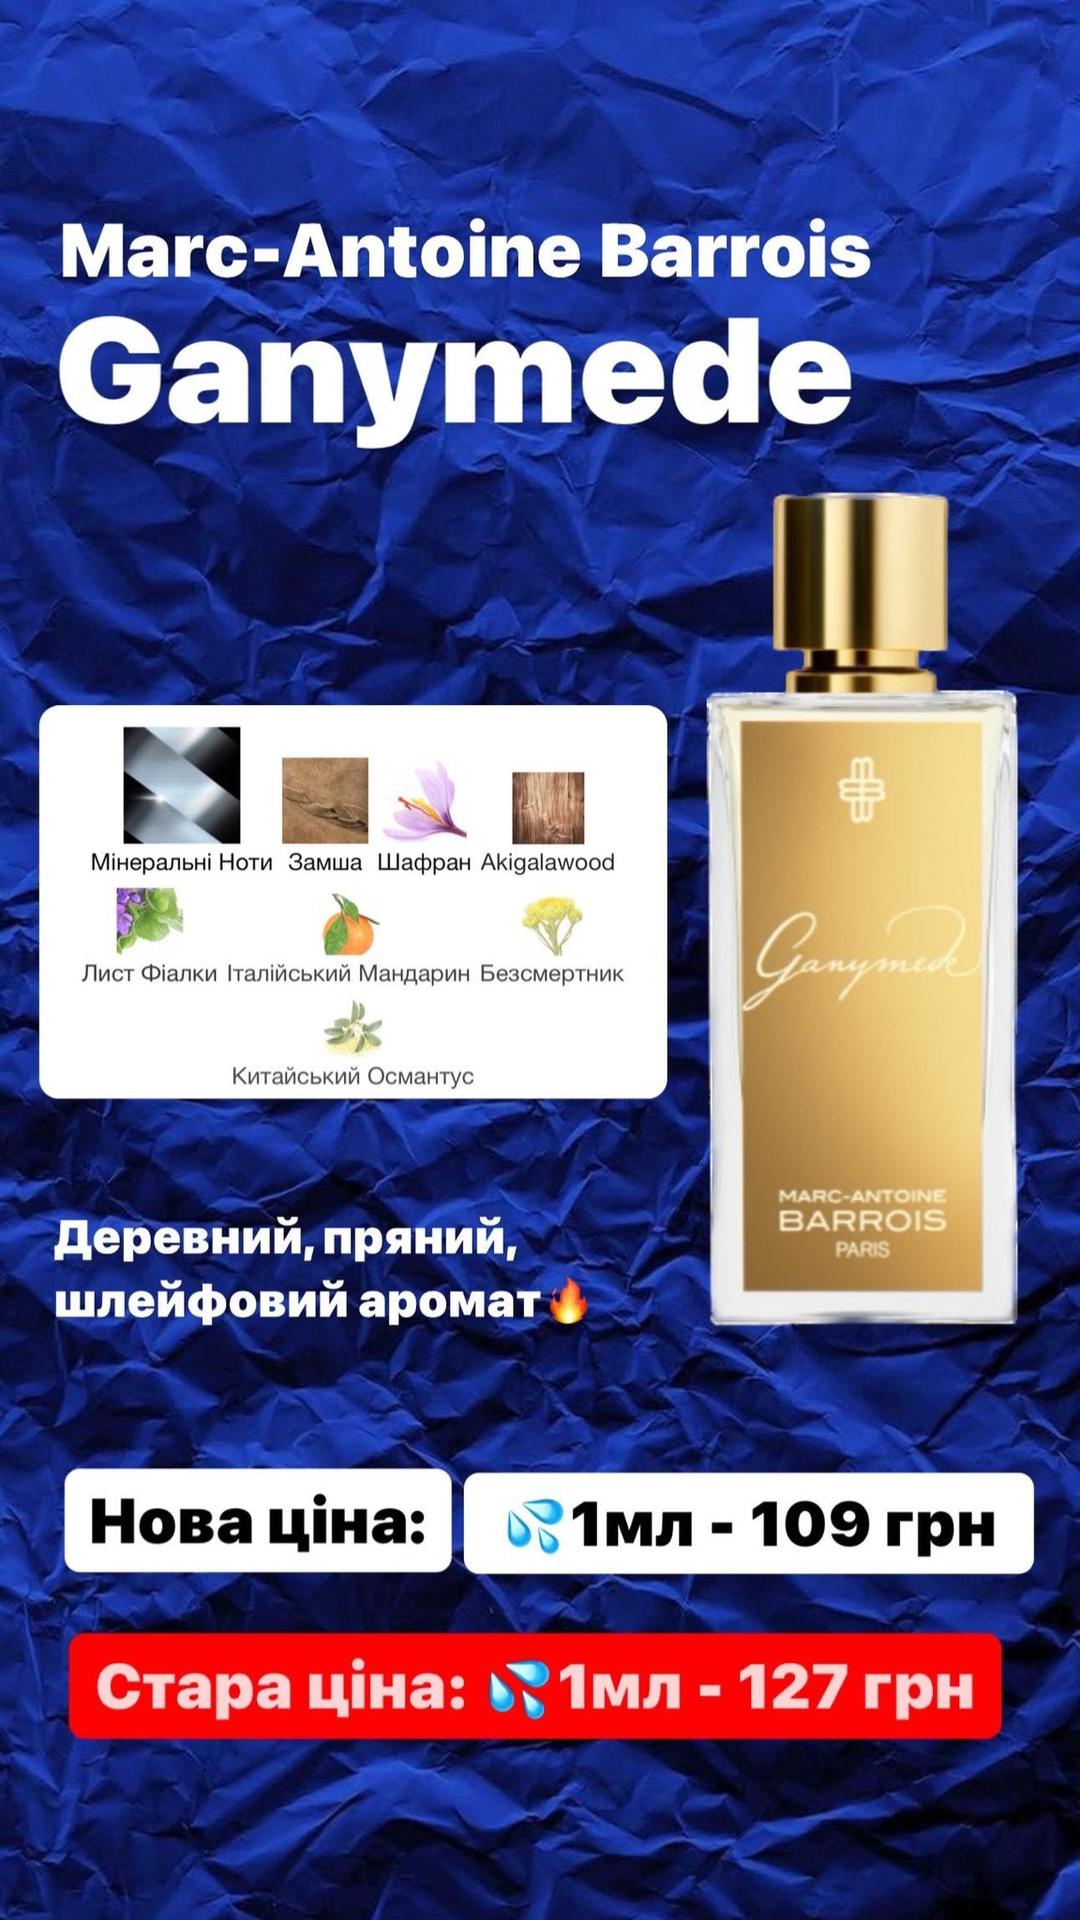 Marc-Antoine Barrois
Ganymede
Мінеральні Ноти Замша Шафран Akigalawood
Лист Фіалки Італійський Мандарин Безсмертник
Китайський Османтус
Ganymede
MARC-ANTOINE
BARROIS
PARIS
Деревний, пряний,
шлейфовий аромат🔥
Нова ціна: 💦1мл - 109 грн
Стара ціна: 💦1мл - 127 грн